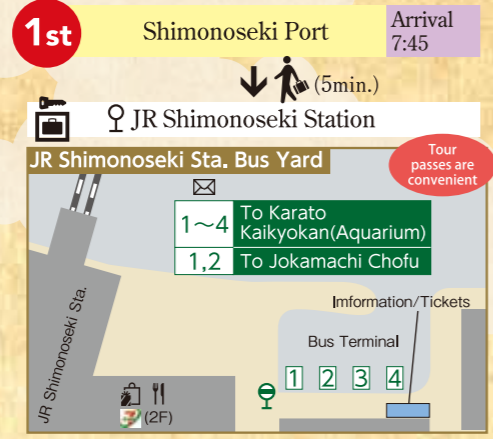 1st
Shimonoseki Port
Arrival
7:45
(5min.)
JR Shimonoseki Station
JR Shimonoseki Sta. Bus Yard
Tour
passes are
convenient
1~4 To Karato
Kaikyokan(Aquarium)
1,2 To Jokamachi Chofu
JR Shimonoseki Sta.
Imformation/Tickets
Bus Terminal
1 2 3 4
7
(2F)